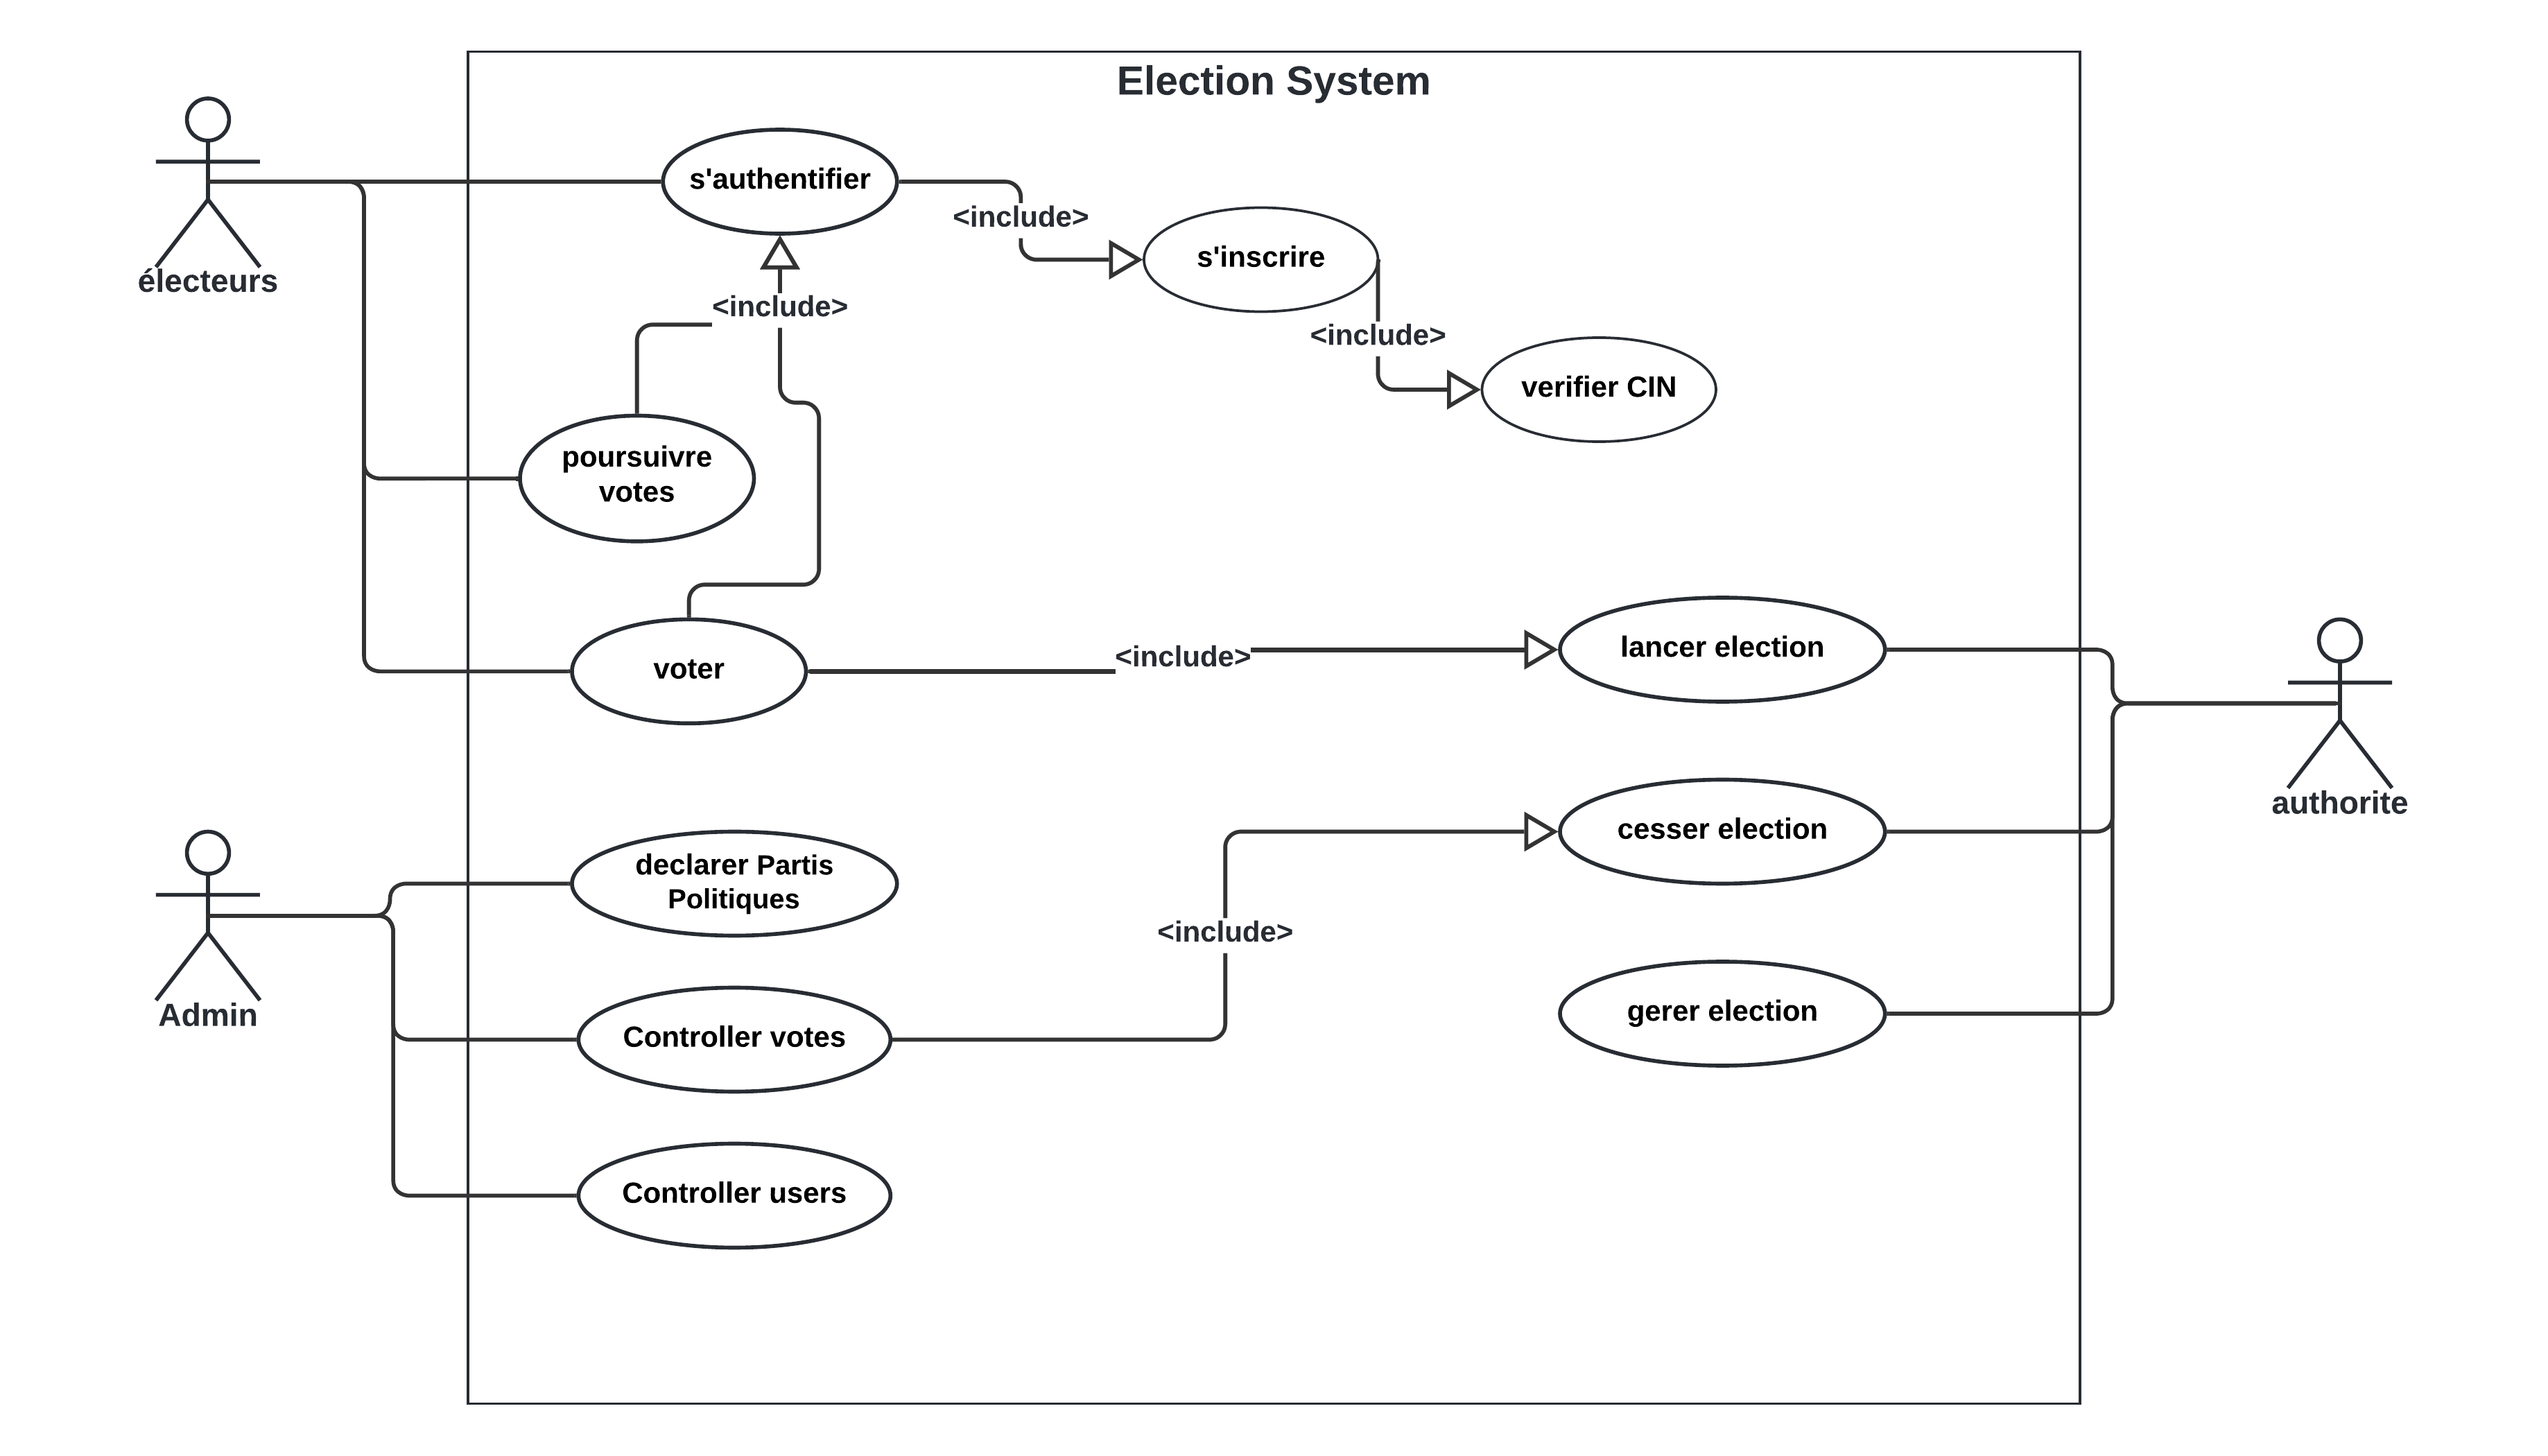 Election System
électeurs
s'authentifier
<include>
s'inscrire
<include>
<include>
verifier CIN
poursuivre
votes
voter
<include>
lancer election
authorite
cesser election
Admin
declarer Partis
Politiques
<include>
Controller votes
gerer election
Controller users